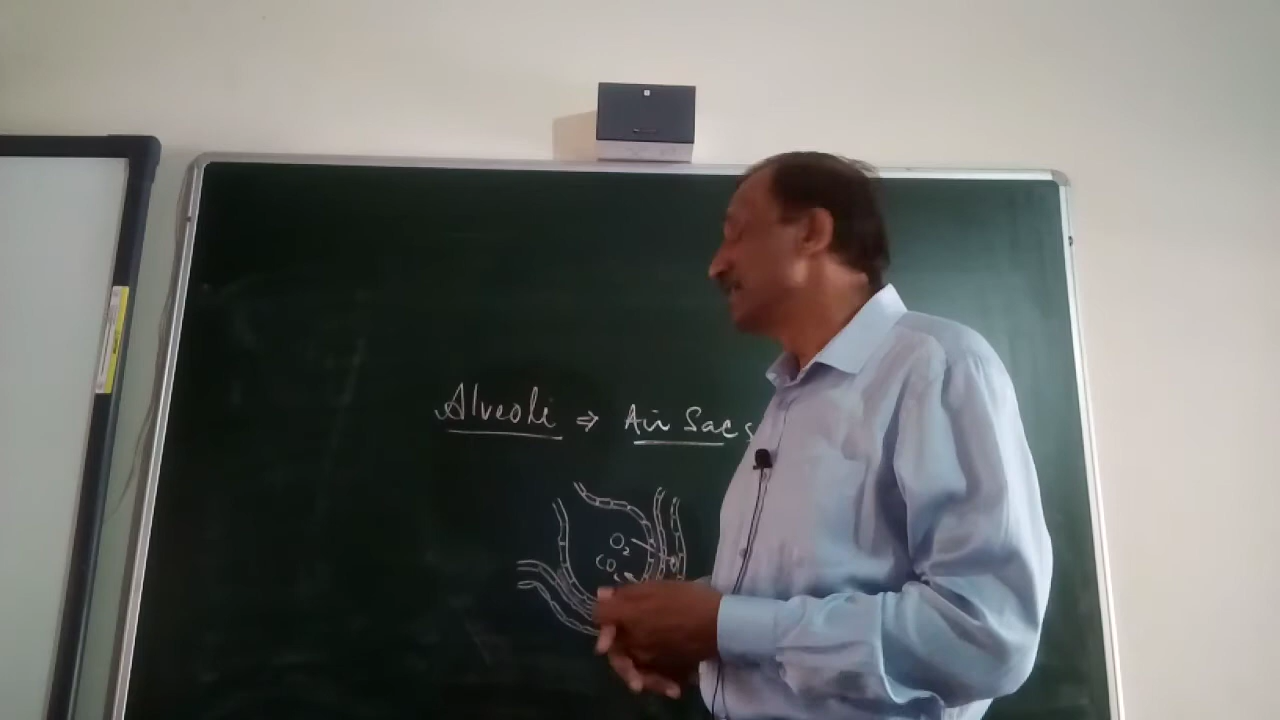 Alveoli ⇒ Air Sacs
O₂
CO₂